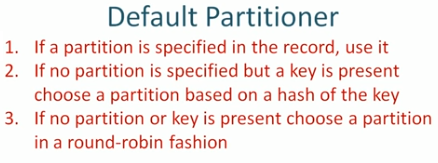 Default Partitioner
1. If a partition is specified in the record, use it
2. If no partition is specified but a key is present
choose a partition based on a hash of the key
3. If no partition or key is present choose a partition
in a round-robin fashion